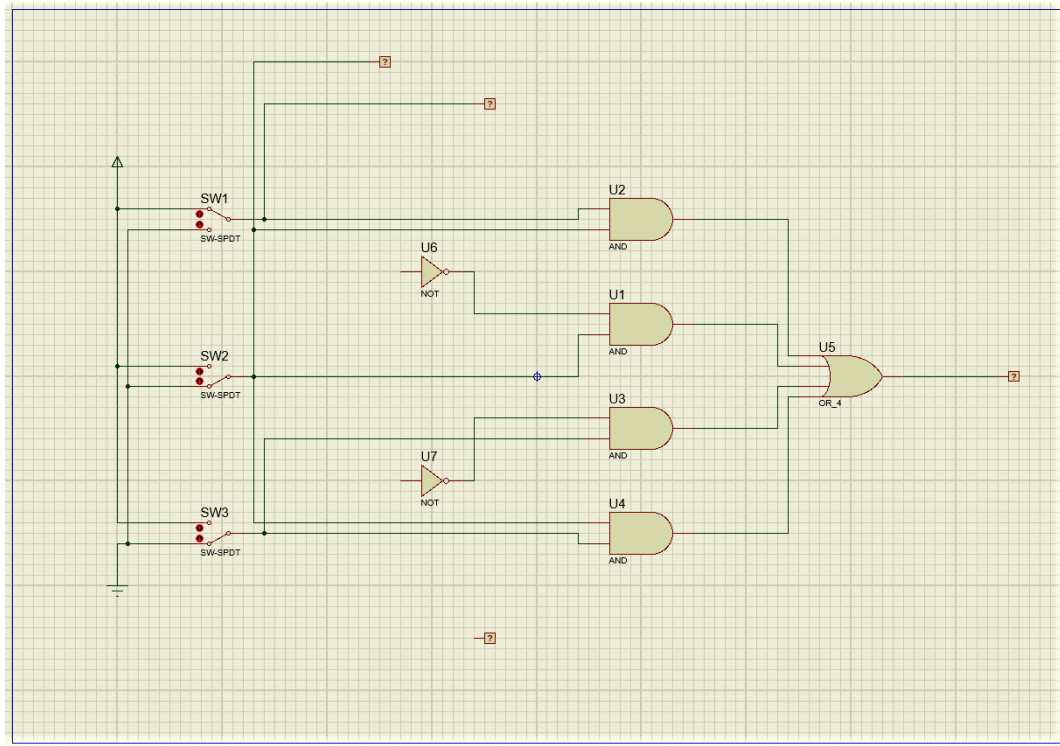 ?
?
U2
SW1
SW-SPDT
AND
U6
NOT
U1
AND
SW2
SW-SPDT
U5
OR_4
?
U3
AND
U7
NOT
U4
AND
SW3
SW-SPDT
?